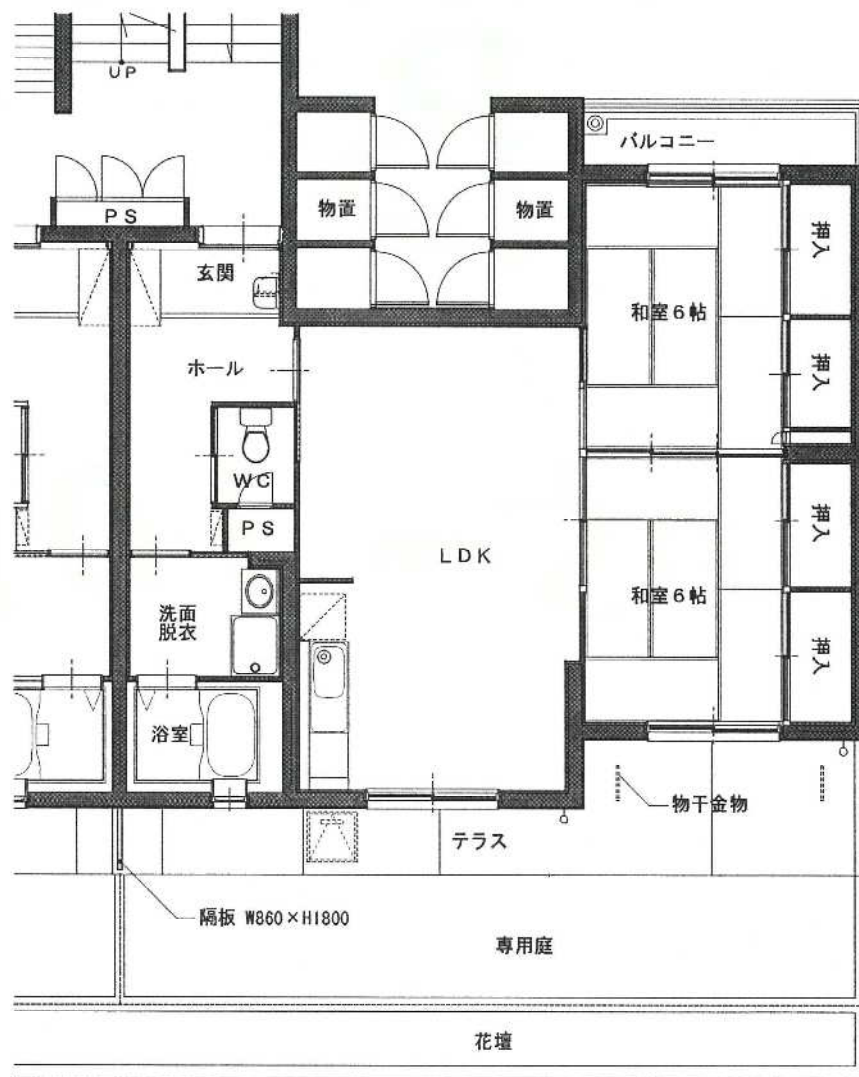 UP
バルコニー
PS
物置
物置
押入
玄関
和室6帖
ホール
押入
WC
PS
LDK
押入
洗面
脱衣
和室6帖
押入
浴室
物干金物
テラス
隔板 W860×H1800
専用庭
花壇